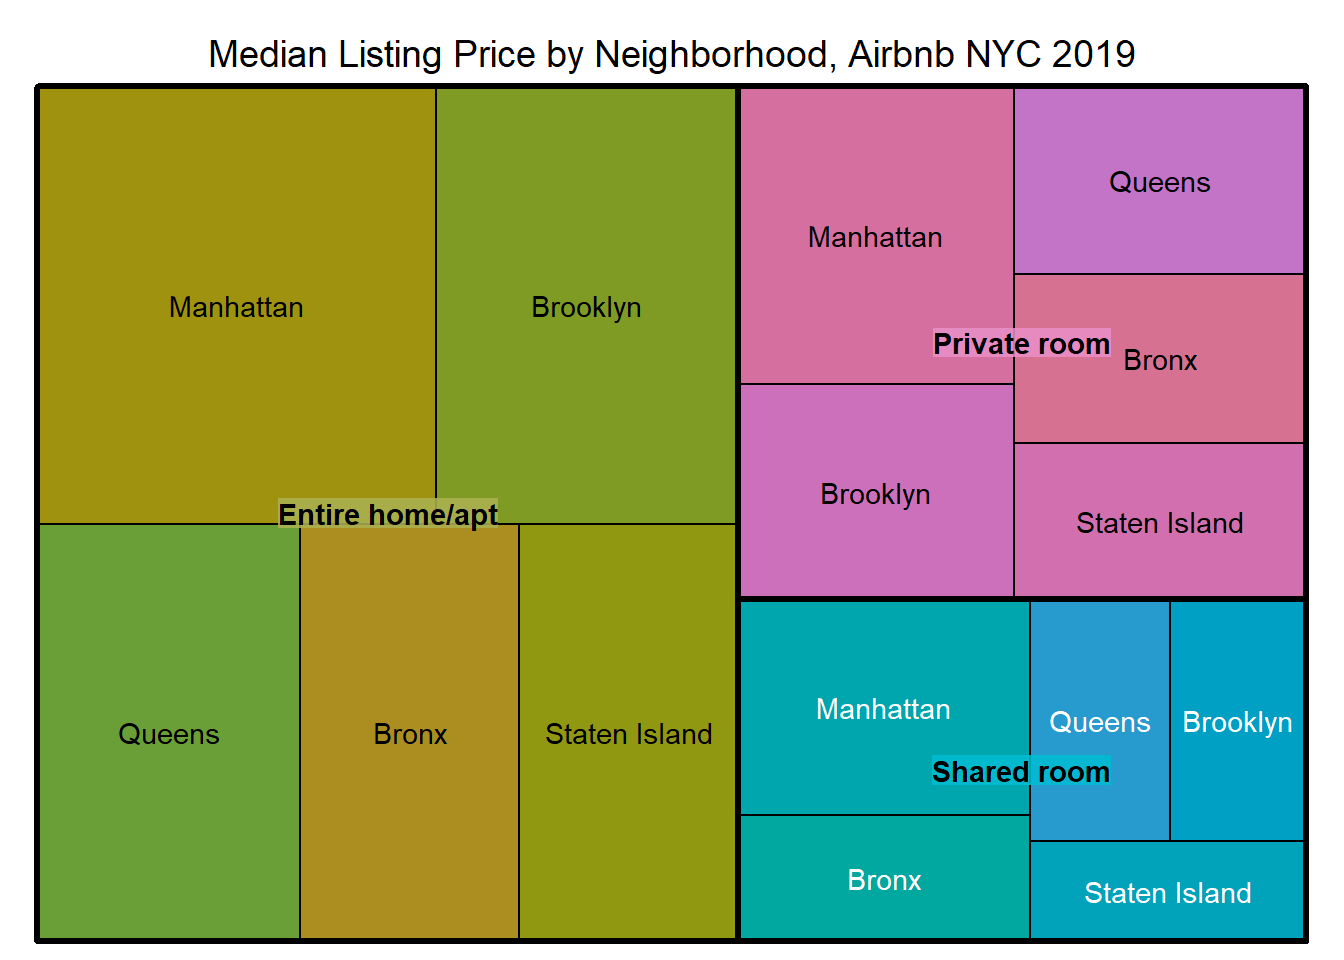 Median Listing Price by Neighborhood, Airbnb NYC 2019
Manhattan
Brooklyn
Entire home/apt
Queens
Bronx
Staten Island
Manhattan
Queens
Private room
Bronx
Brooklyn
Staten Island
Manhattan
Queens
Brooklyn
Shared room
Bronx
Staten Island